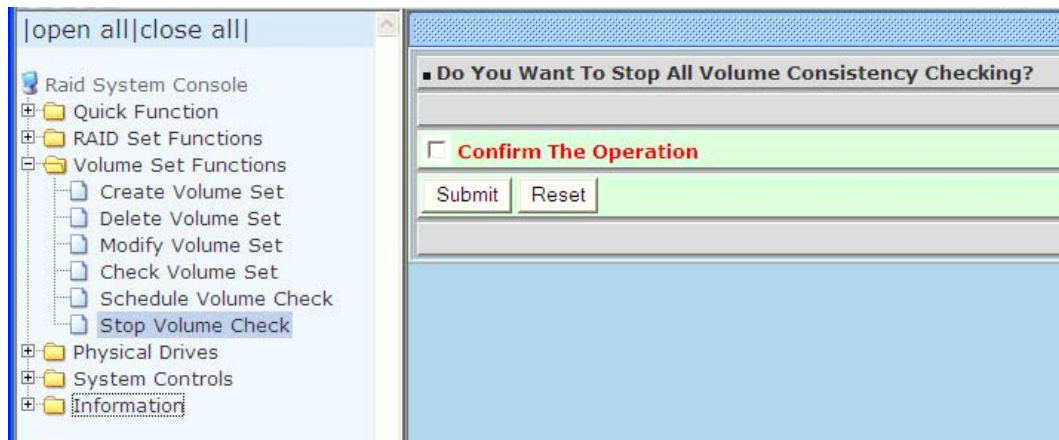 |open all|close all|
Raid System Console
Quick Function
RAID Set Functions
Volume Set Functions
Create Volume Set
Delete Volume Set
Modify Volume Set
Check Volume Set
Schedule Volume Check
Stop Volume Check
Physical Drives
System Controls
Information
Do You Want To Stop All Volume Consistency Checking?
Confirm The Operation
Submit Reset